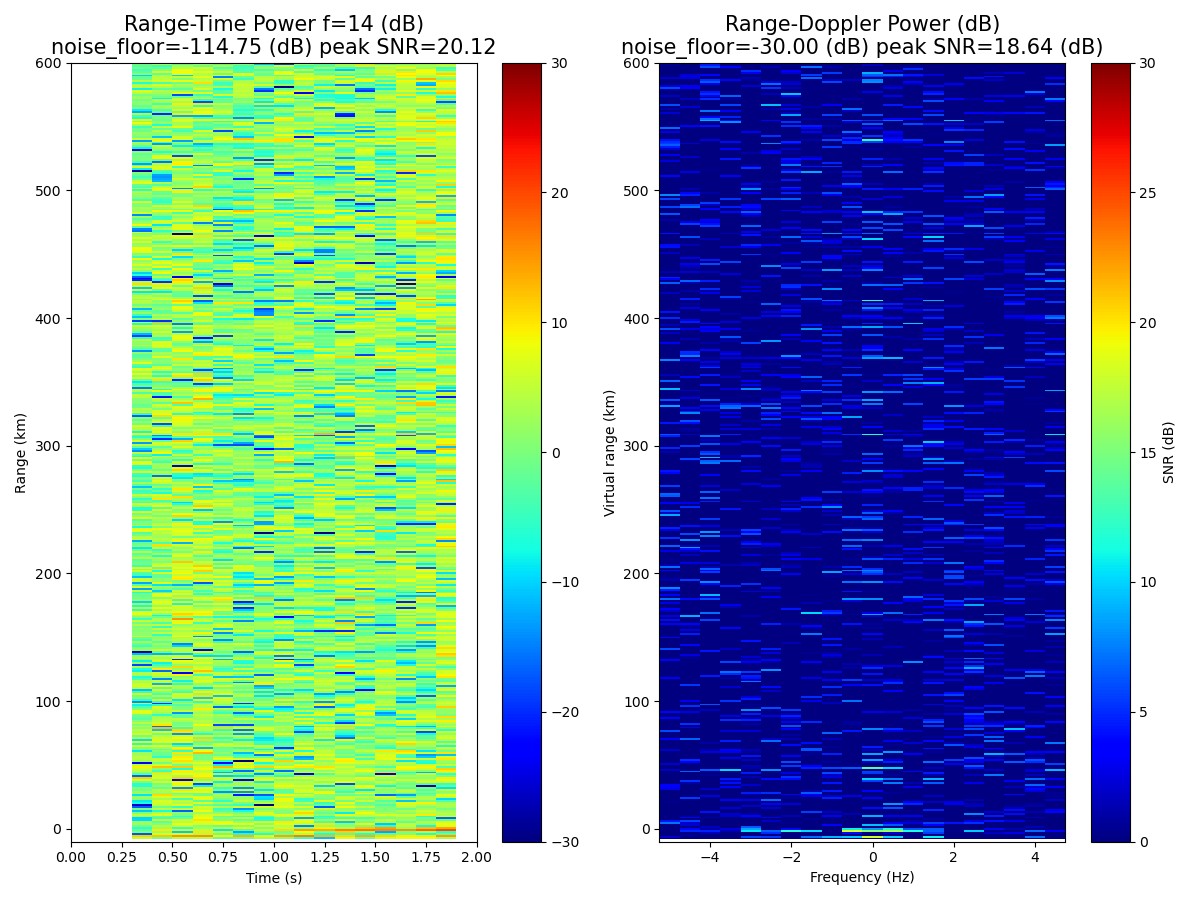 Range-Time Power f=14 (dB)
noise_floor=-114.75 (dB) peak SNR=20.12
600
500
400
300
200
100
0
Range (km)
0.00 0.25 0.50 0.75 1.00 1.25 1.50 1.75 2.00
Time (s)
30
20
10
0
−10
−20
−30
Range-Doppler Power (dB)
noise_floor=-30.00 (dB) peak SNR=18.64 (dB)
600
500
400
300
200
100
0
Virtual range (km)
−4 −2 0 2 4
Frequency (Hz)
30
25
20
15
10
5
0
SNR (dB)